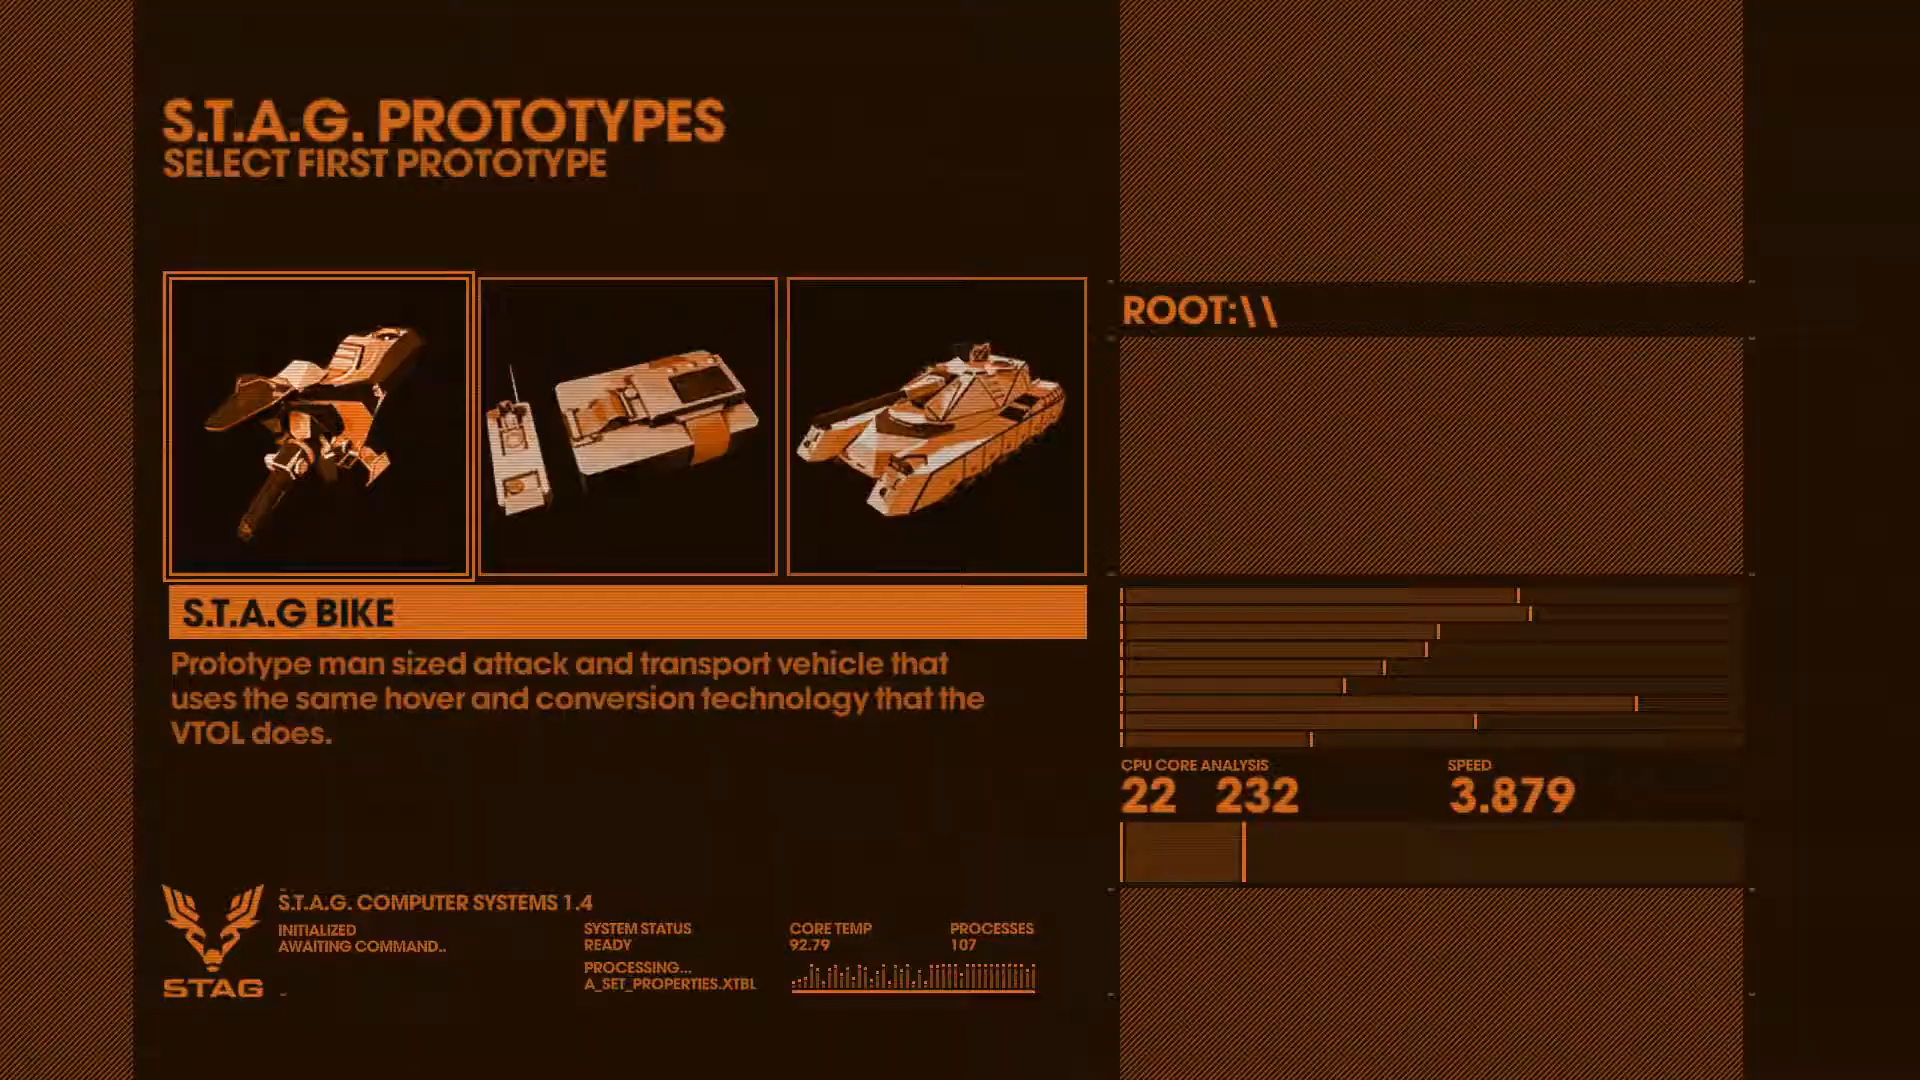 S.T.A.G. PROTOTYPES
SELECT FIRST PROTOTYPE
ROOT:\\
S.T.A.G BIKE
Prototype man sized attack and transport vehicle that
uses the same hover and conversion technology that the
VTOL does.
CPU CORE ANALYSIS
22 232
SPEED
3.879
STAG
S.T.A.G. COMPUTER SYSTEMS 1.4
INITIALIZED
AWAITING COMMAND..
SYSTEM STATUS
READY
PROCESSING...
A_SET_PROPERTIES.XTBL
CORE TEMP
92.79
PROCESSES
107